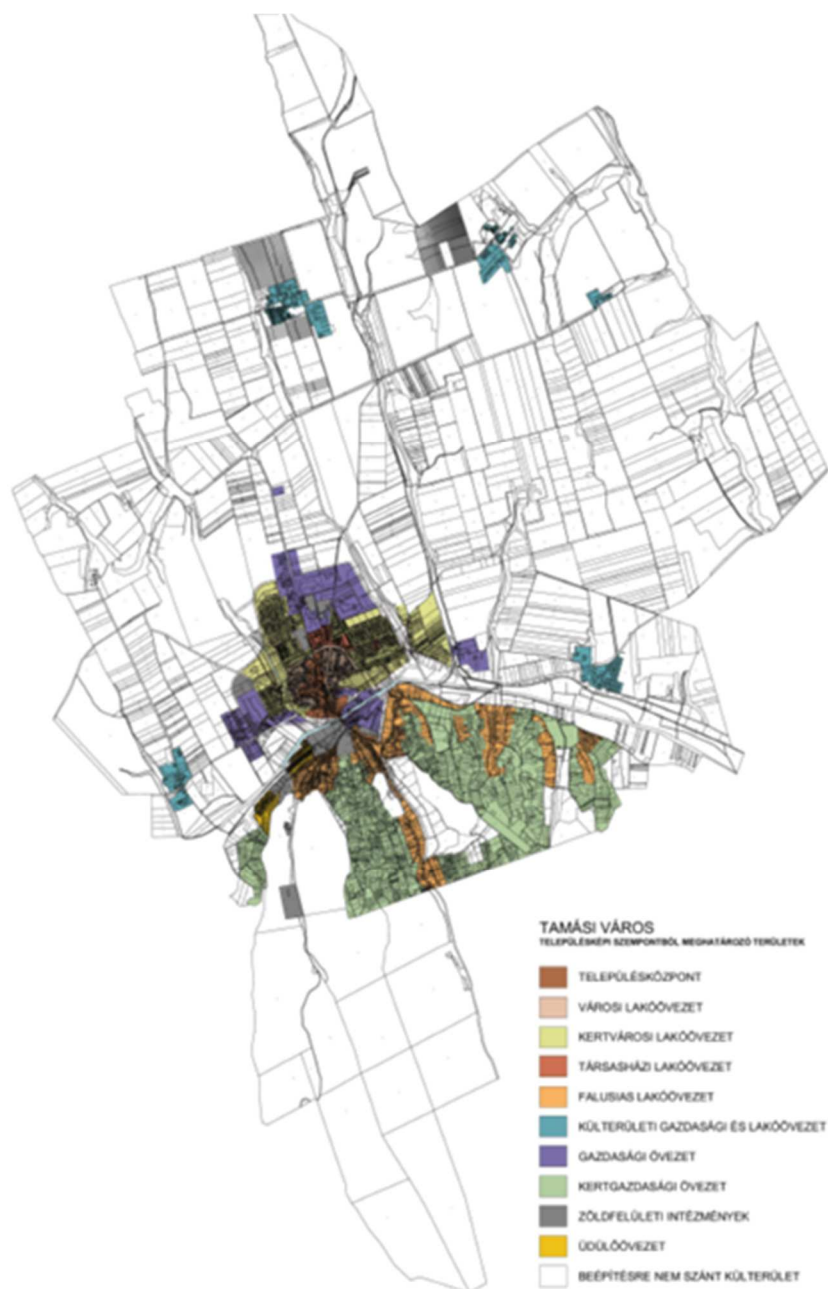 TAMÁSI VÁROS
TELEPÜLÉSKÉPI SZEMPONTBÓL MEGHATÁROZÓ TERÜLETEK
TELEPÜLÉSKÖZPONT
VÁROSI LAKÓÖVEZET
KERTVÁROSI LAKÓÖVEZET
TÁRSASHÁZI LAKÓÖVEZET
FALUSIAS LAKÓÖVEZET
KÜLTERÜLETI GAZDASÁGI ÉS LAKÓÖVEZET
GAZDASÁGI ÖVEZET
KERTGAZDASÁGI ÖVEZET
ZÖLDFELÜLETI INTÉZMÉNYEK
ÜDÜLŐÖVEZET
BEÉPÍTÉSRE NEM SZÁNT KÜLTERÜLET